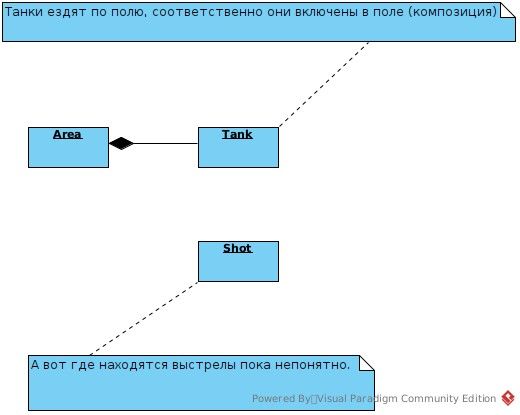 Танки ездят по полю, соответственно они включены в поле (композиция)
Area
Tank
Shot
А вот где находятся выстрелы пока непонятно.
Powered By Visual Paradigm Community Edition